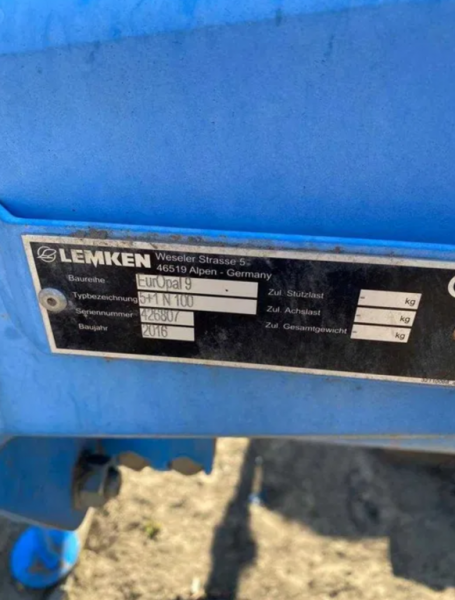 LEMKEN Weseler Strasse 5
46519 Alpen - Germany
Baureihe EurOpal 9 Zul. Stützlast - kg
Typbezeichnung 5+1 N 100 Zul. Achslast - kg
Seriennummer 426807 Zul. Gesamtgewicht - kg
Baujahr 2016